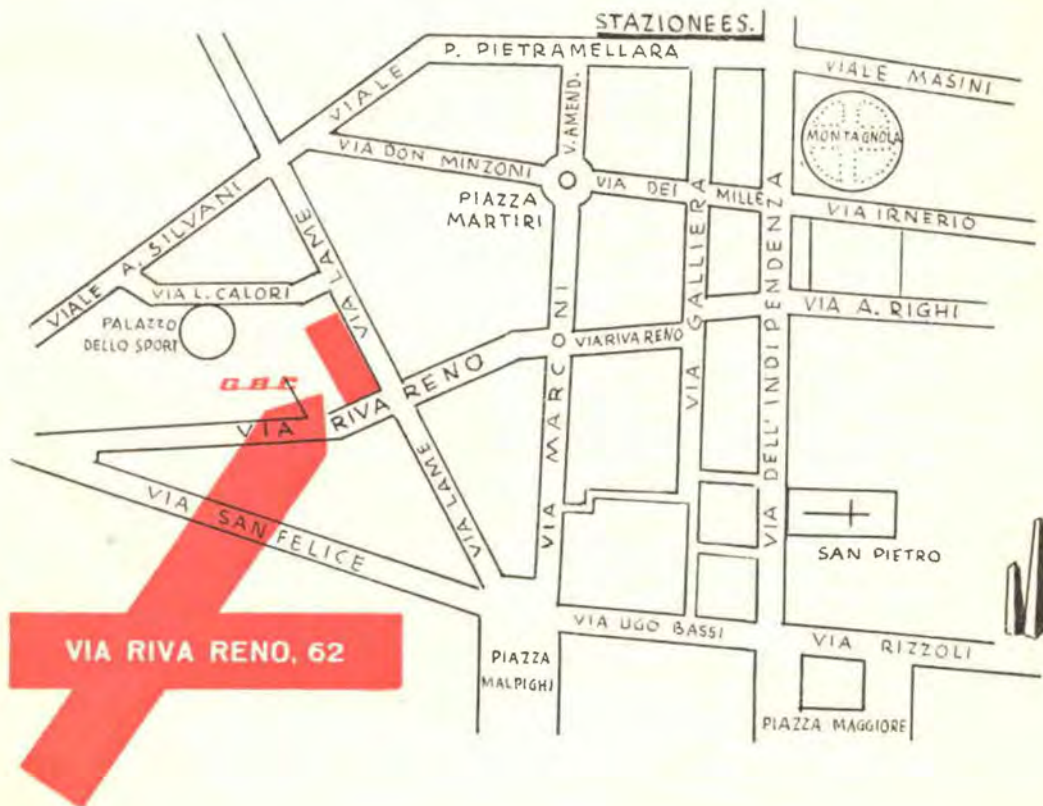 STAZIONE F.S.
P. PIETRAMELLARA
VIALE
VIALE MASINI
V. AMEND.
MONTAGNOLA
VIA DON MINZONI
VIA DEI MILLE
PIAZZA
MARTIRI
VIA IRNERIO
VIALE A. SILVANI
VIA LAME
VIA GALLIERA
VIA DELL'INDIPENDENZA
VIA L. CALORI
VIA A. RIGHI
PALAZZO
DELLO SPORT
VIA RIVA RENO
VIA MARCONI
G.B.C
VIA RIVA RENO
VIA LAME
VIA SAN FELICE
SAN PIETRO
VIA UGO BASSI
VIA RIZZOLI
VIA RIVA RENO, 62
PIAZZA
MALPIGHI
PIAZZA MAGGIORE